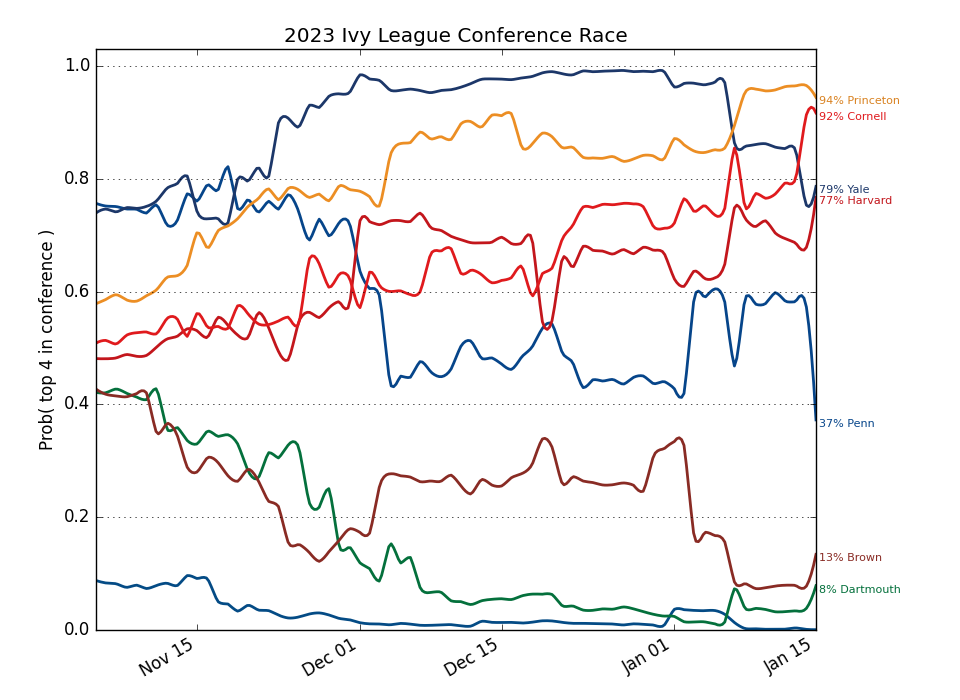 2023 Ivy League Conference Race
Prob( top 4 in conference )
1.0
0.8
0.6
0.4
0.2
0.0
Nov 15
Dec 01
Dec 15
Jan 01
Jan 15
94% Princeton
92% Cornell
79% Yale
77% Harvard
37% Penn
13% Brown
8% Dartmouth